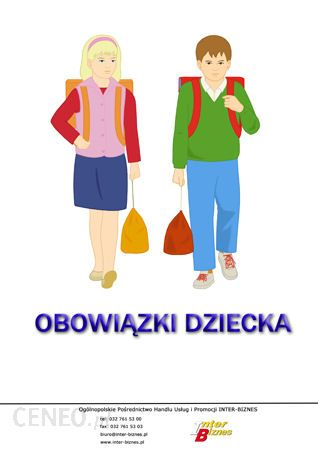 OBOWIĄZKI DZIECKA
Ogólnopolskie Pośrednictwo Handlu Usług i Promocji INTER-BIZNES
tel: 032 761 53 00
fax: 032 761 53 03
biuro@inter-biznes.pl
www.inter-biznes.pl
Inter
Biznes
CENEO